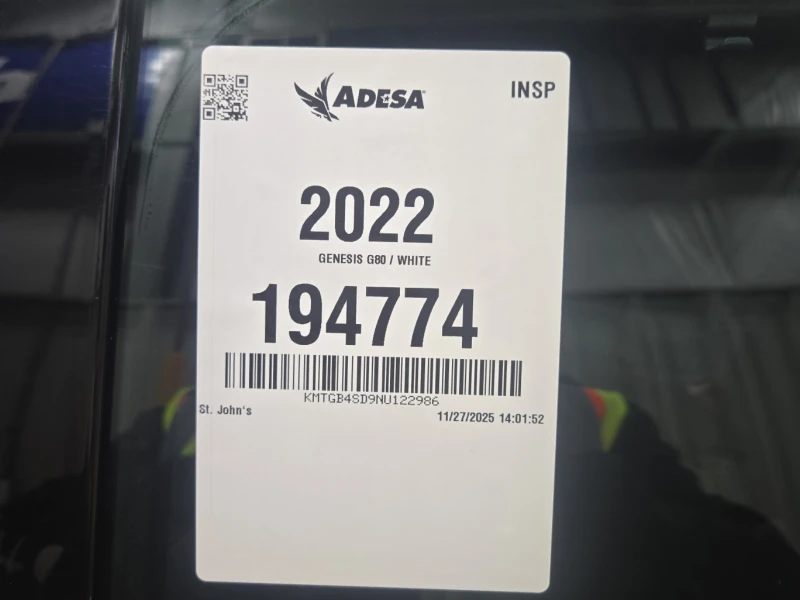 ADESA
INSP
2022
GENESIS G80 / WHITE
194774
KMTGB4SD9NU122986
St. John's
11/27/2025 14:01:52